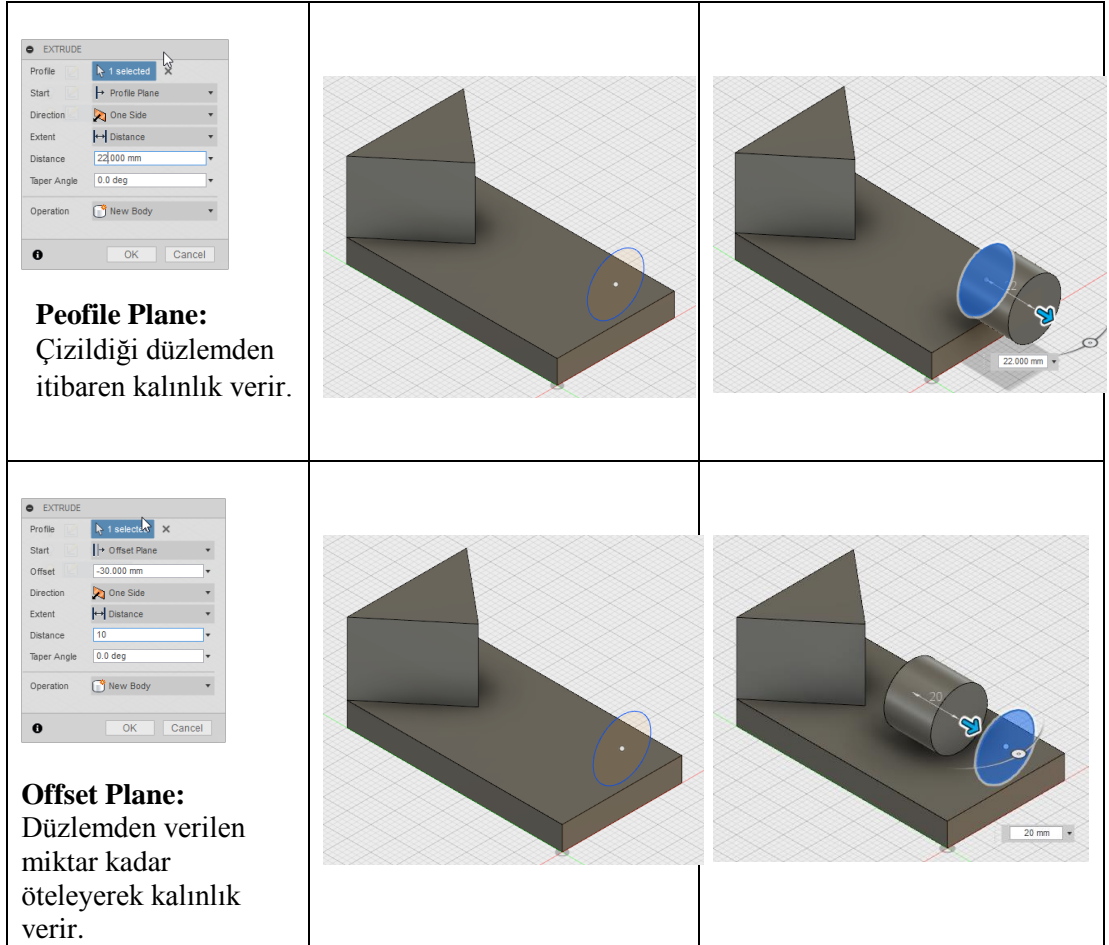 EXTRUDE
Profile 1 selected
Start Profile Plane
Direction One Side
Extent Distance
Distance 22.000 mm
Taper Angle 0.0 deg
Operation New Body
OK Cancel
Peofile Plane:
Çizildiği düzlemden
itibaren kalınlık verir.
22.000 mm
EXTRUDE
Profile 1 selected
Start Offset Plane
Offset -30.000 mm
Direction One Side
Extent Distance
Distance 10
Taper Angle 0.0 deg
Operation New Body
OK Cancel
Offset Plane:
Düzlemden verilen
miktar kadar
öteleyerek kalınlık
verir.
20
20 mm